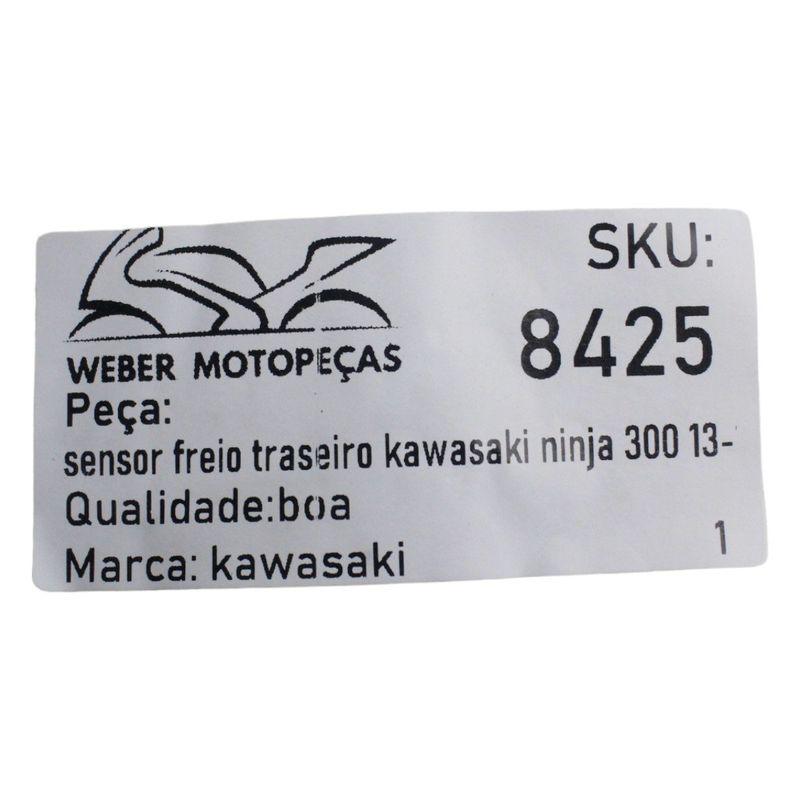 SKU:
8425
WEBER MOTOPEÇAS
Peça:
sensor freio traseiro kawasaki ninja 300 13-
Qualidade:boa
Marca: kawasaki
1